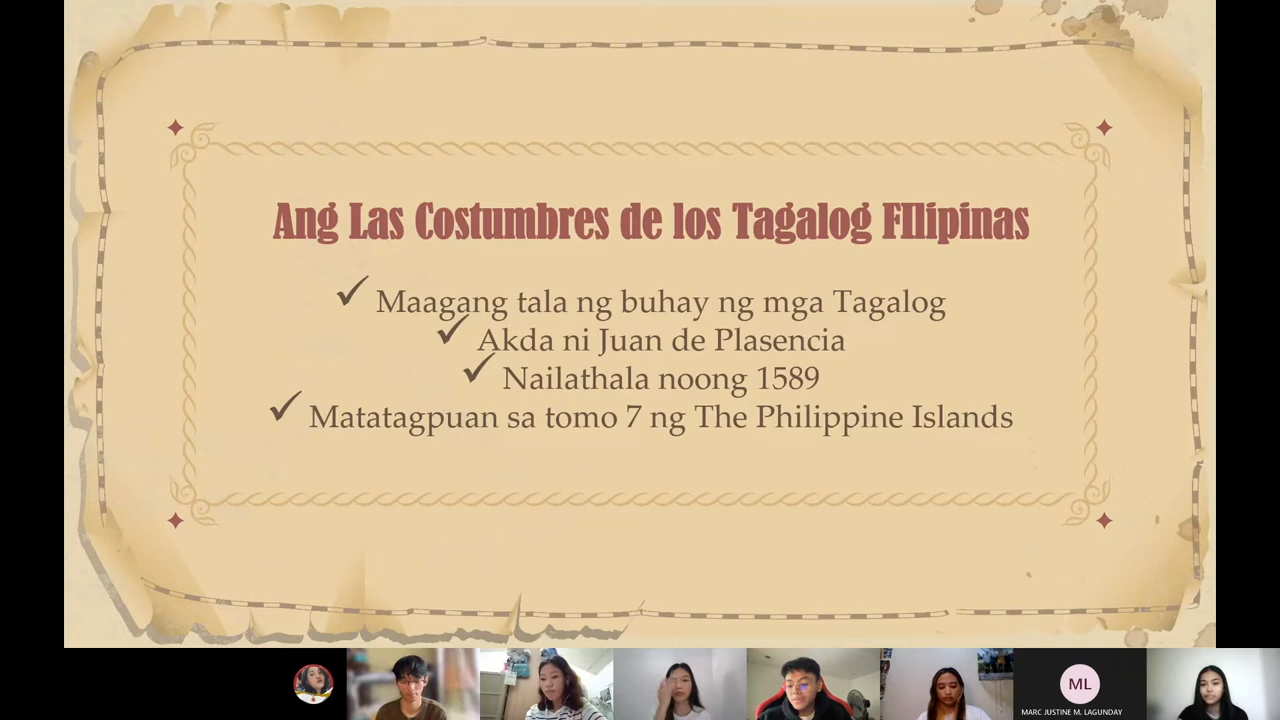 Ang Las Costumbres de los Tagalog FIlipinas
Maagang tala ng buhay ng mga Tagalog
Akda ni Juan de Plasencia
Nailathala noong 1589
Matatagpuan sa tomo 7 ng The Philippine Islands
ML
MARC JUSTINE M. LAGUNDAY